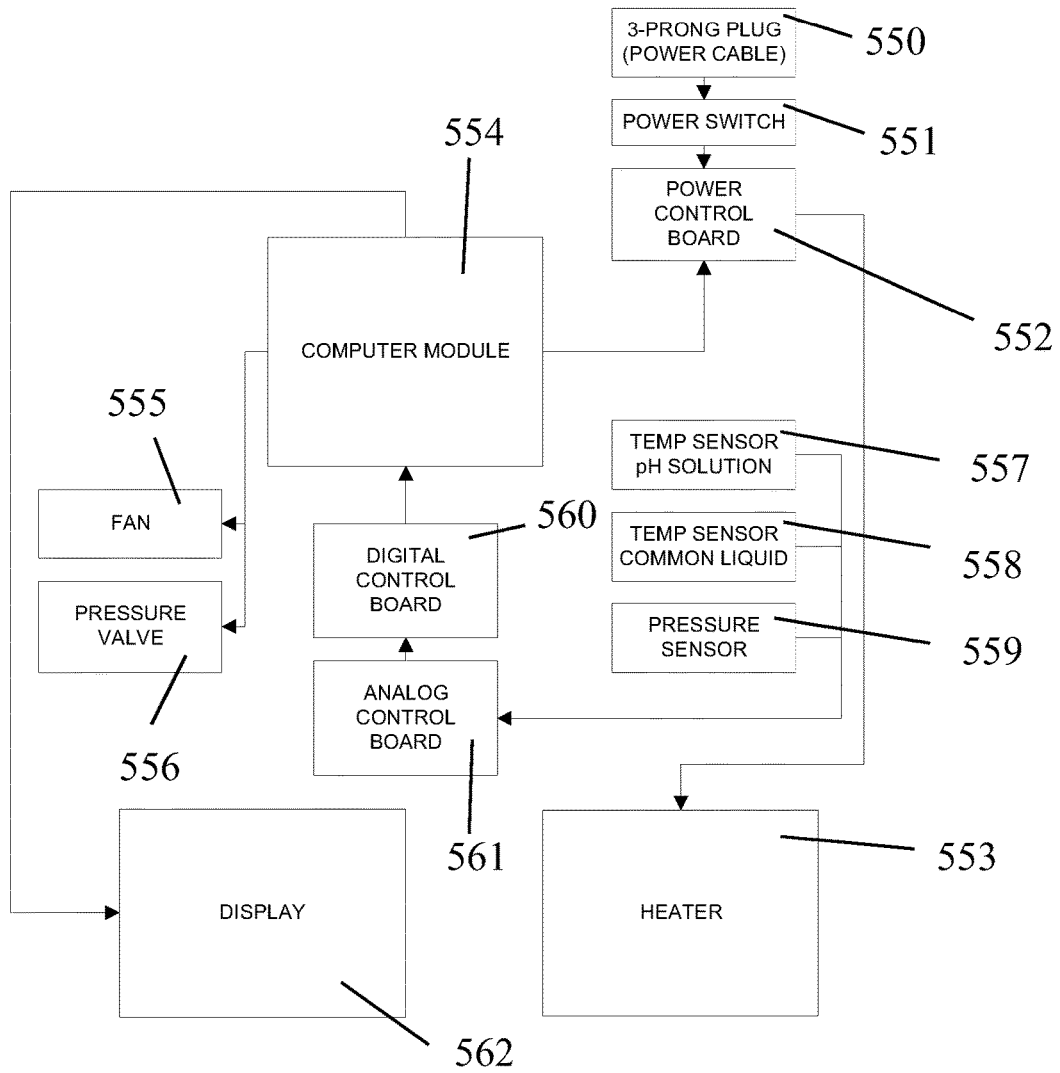 3-PRONG PLUG
(POWER CABLE)
550
POWER SWITCH
551
554
POWER
CONTROL
BOARD
552
COMPUTER MODULE
555
FAN
560
DIGITAL
CONTROL
BOARD
TEMP SENSOR
pH SOLUTION
557
TEMP SENSOR
COMMON LIQUID
558
PRESSURE
VALVE
556
PRESSURE
SENSOR
559
ANALOG
CONTROL
BOARD
561
553
DISPLAY
HEATER
562